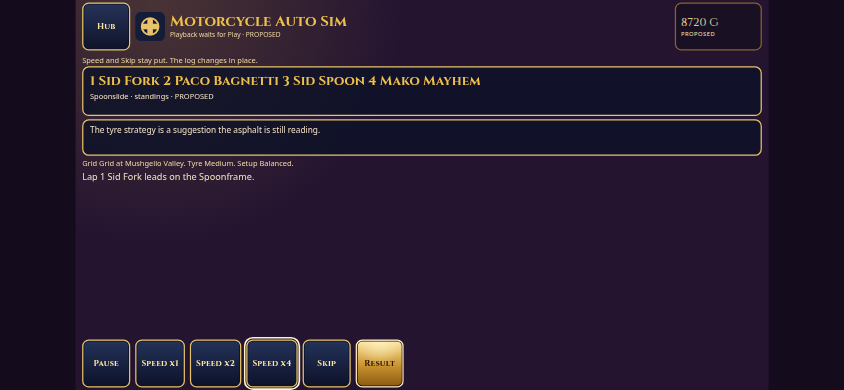 Hub
Motorcycle Auto Sim
Playback waits for Play · PROPOSED
8720 G
PROPOSED
Speed and Skip stay put. The log changes in place.
1 Sid Fork 2 Paco Bagnetti 3 Sid Spoon 4 Mako Mayhem
Spoonslide · standings · PROPOSED
The tyre strategy is a suggestion the asphalt is still reading.
Grid Grid at Mushgello Valley. Tyre Medium. Setup Balanced.
Lap 1 Sid Fork leads on the Spoonframe.
Pause Speed x1 Speed x2 Speed x4 Skip Result